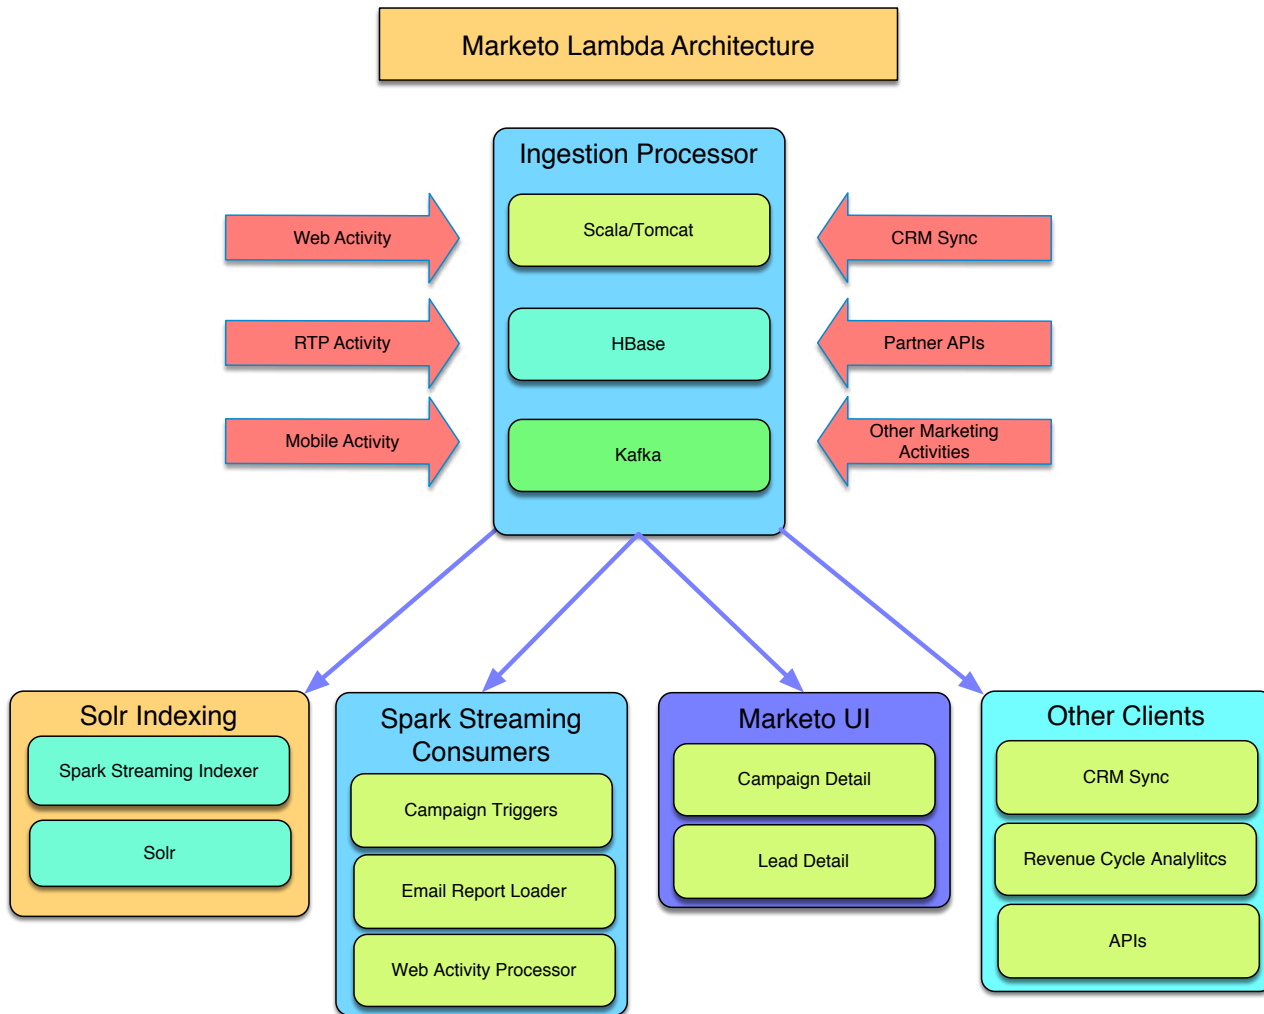 Marketo Lambda Architecture
Ingestion Processor
Scala/Tomcat
HBase
Kafka
Web Activity
RTP Activity
Mobile Activity
CRM Sync
Partner APIs
Other Marketing
Activities
Solr Indexing
Spark Streaming Indexer
Solr
Spark Streaming
Consumers
Campaign Triggers
Email Report Loader
Web Activity Processor
Marketo UI
Campaign Detail
Lead Detail
Other Clients
CRM Sync
Revenue Cycle Analylitcs
APIs